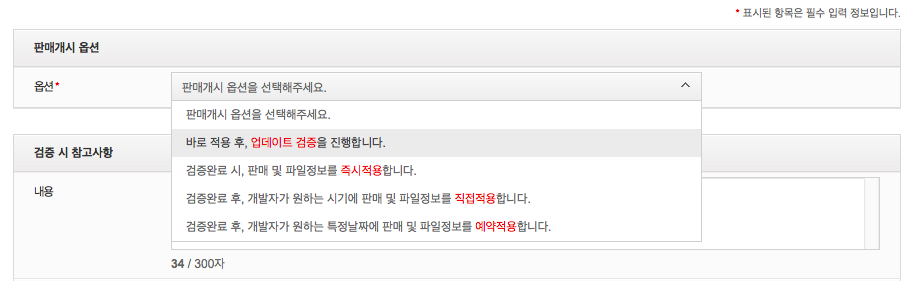 * 표시된 항목은 필수 입력 정보입니다.
판매개시 옵션
옵션*
판매개시 옵션을 선택해주세요.
판매개시 옵션을 선택해주세요.
바로 적용 후, 업데이트 검증을 진행합니다.
검증 시 참고사항
검증완료 시, 판매 및 파일정보를 즉시적용합니다.
내용
검증완료 후, 개발자가 원하는 시기에 판매 및 파일정보를 직접적용합니다.
검증완료 후, 개발자가 원하는 특정날짜에 판매 및 파일정보를 예약적용합니다.
34 / 300자